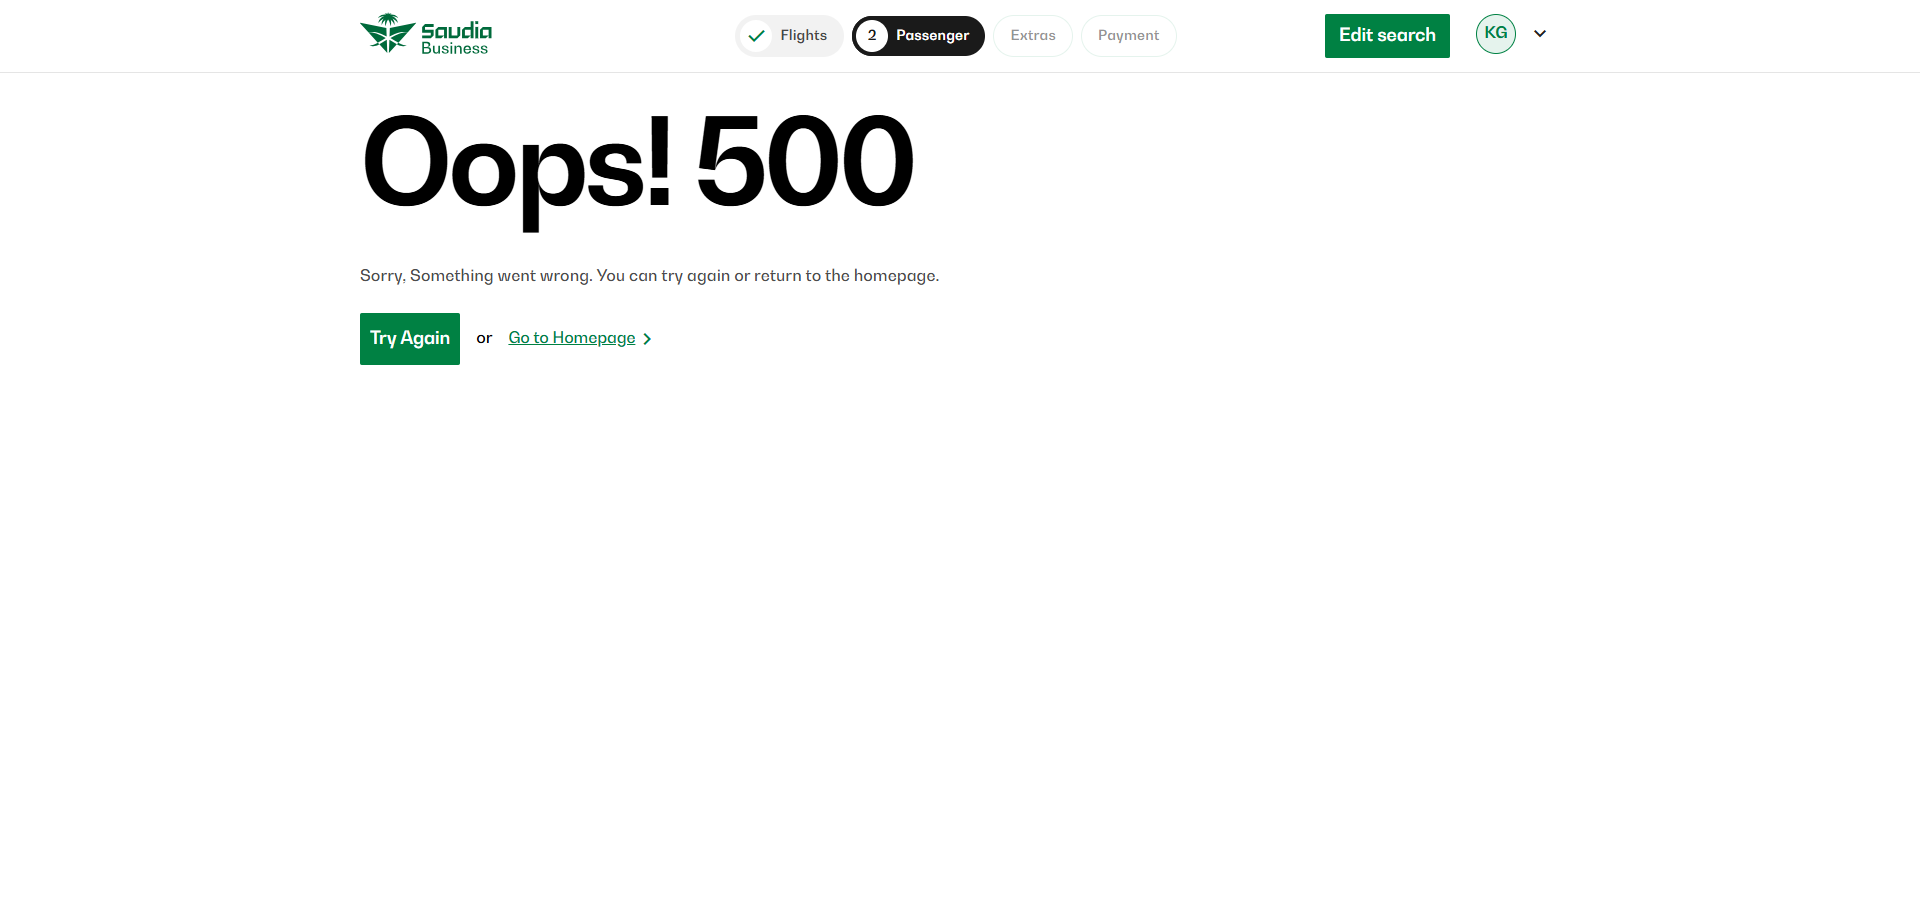 Saudia
Business
Flights
2 Passenger
Extras
Payment
Edit search
KG
Oops! 500
Sorry, Something went wrong. You can try again or return to the homepage.
Try Again or Go to Homepage